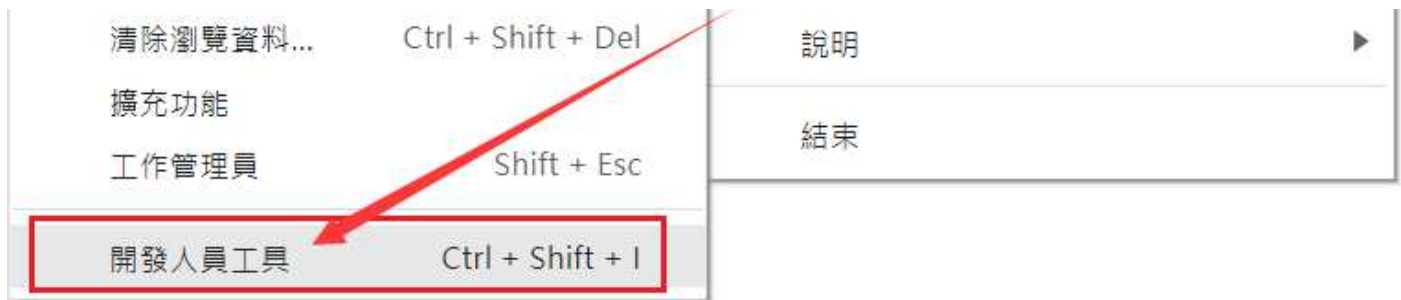 清除瀏覽資料... Ctrl + Shift + Del
擴充功能
工作管理員 Shift + Esc
開發人員工具 Ctrl + Shift + I
說明
結束